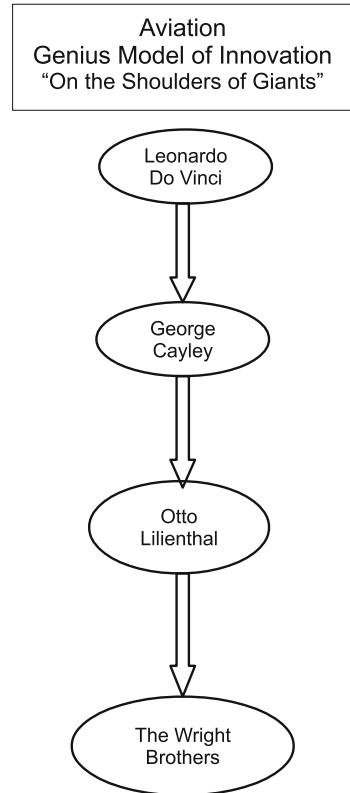 Aviation
Genius Model of Innovation
“On the Shoulders of Giants”
Leonardo
Do Vinci
George
Cayley
Otto
Lilienthal
The Wright
Brothers